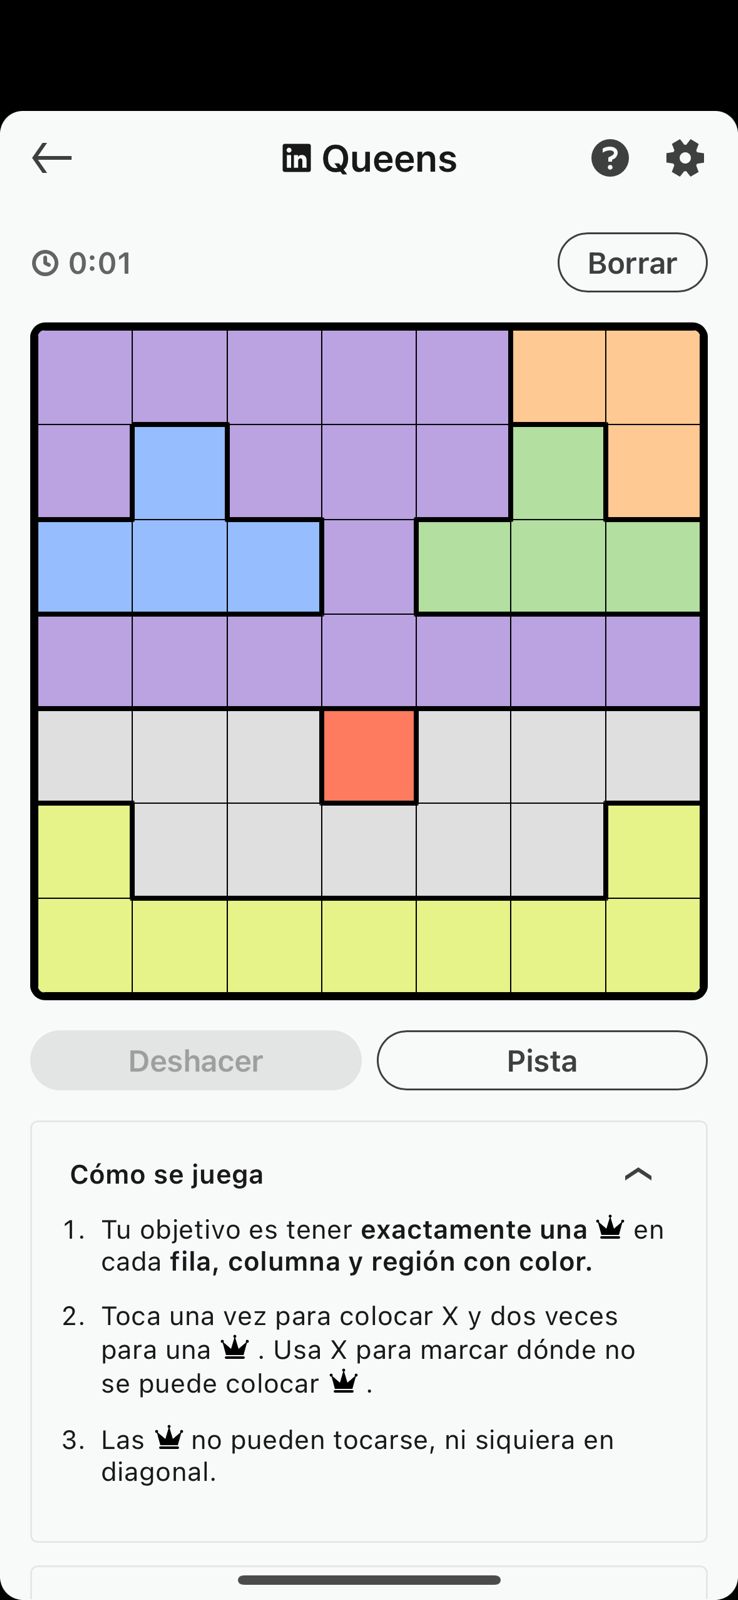 in Queens
0:01
Borrar
Deshacer
Pista
Cómo se juega
1. Tu objetivo es tener exactamente una en
cada fila, columna y región con color.
2. Toca una vez para colocar X y dos veces
para una . Usa X para marcar dónde no
se puede colocar .
3. Las no pueden tocarse, ni siquiera en
diagonal.